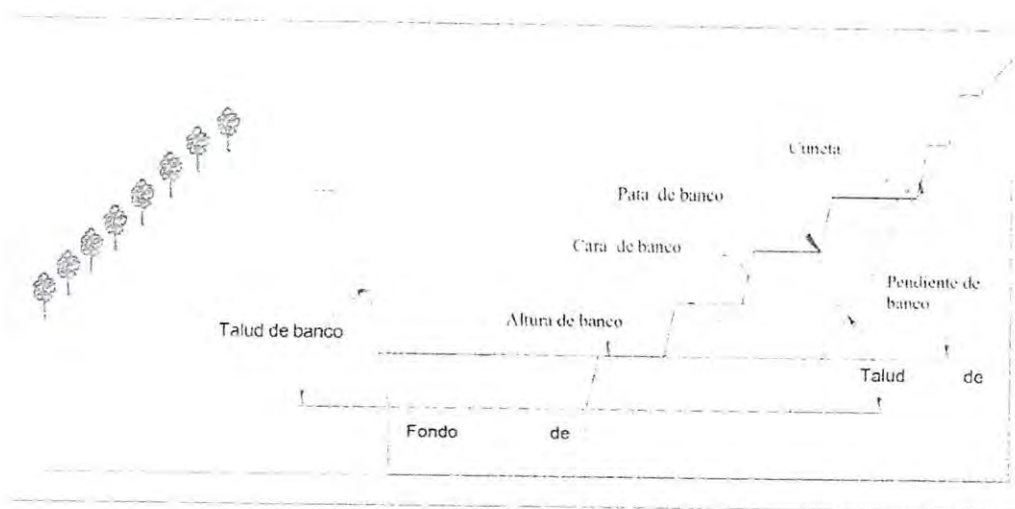 Cuneta
Pata de banco
Cara de banco
Pendiente de
banco
Altura de banco
Talud de banco
Talud de
Fondo de